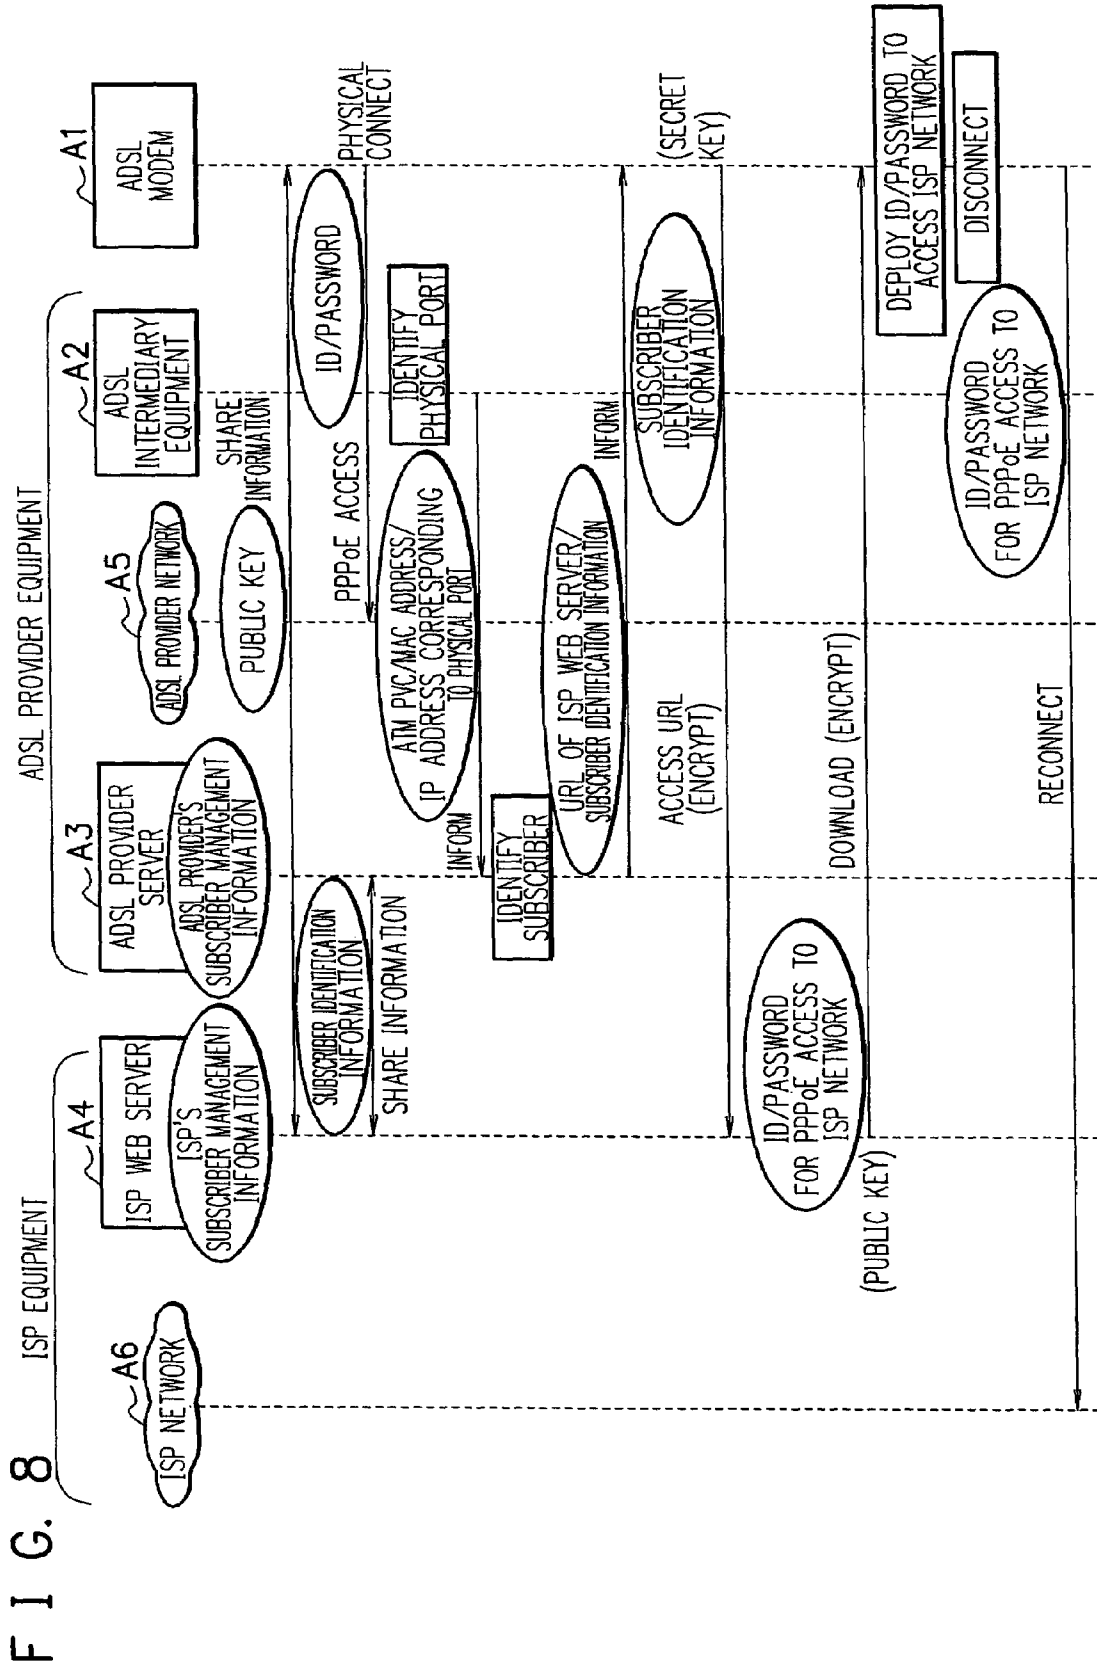 F I G. 8
ISP EQUIPMENT
ADSL PROVIDER EQUIPMENT
A6
ISP NETWORK
A4
ISP WEB SERVER
ISP'S
SUBSCRIBER MANAGEMENT
INFORMATION
A3
ADSL PROVIDER
SERVER
ADSL PROVIDER'S
SUBSCRIBER MANAGEMENT
INFORMATION
A5
ADSL PROVIDER NETWORK
A2
ADSL
INTERMEDIARY
EQUIPMENT
A1
ADSL
MODEM
PUBLIC KEY
SHARE
INFORMATION
SUBSCRIBER IDENTIFICATION
INFORMATION
SHARE INFORMATION
ID/PASSWORD
PHYSICAL
CONNECT
PPPoE ACCESS
IDENTIFY
PHYSICAL PORT
ATM PVC/MAC ADDRESS/
IP ADDRESS CORRESPONDING
TO PHYSICAL PORT
INFORM
IDENTIFY
SUBSCRIBER
URL OF ISP WEB SERVER/
SUBSCRIBER IDENTIFICATION INFORMATION
INFORM
SUBSCRIBER
IDENTIFICATION
INFORMATION
(SECRET
KEY)
ACCESS URL
(ENCRYPT)
ID/PASSWORD
FOR PPPoE ACCESS TO
ISP NETWORK
(PUBLIC KEY)
DOWNLOAD (ENCRYPT)
DEPLOY ID/PASSWORD TO
ACCESS ISP NETWORK
DISCONNECT
ID/PASSWORD
FOR PPPoE ACCESS TO
ISP NETWORK
RECONNECT